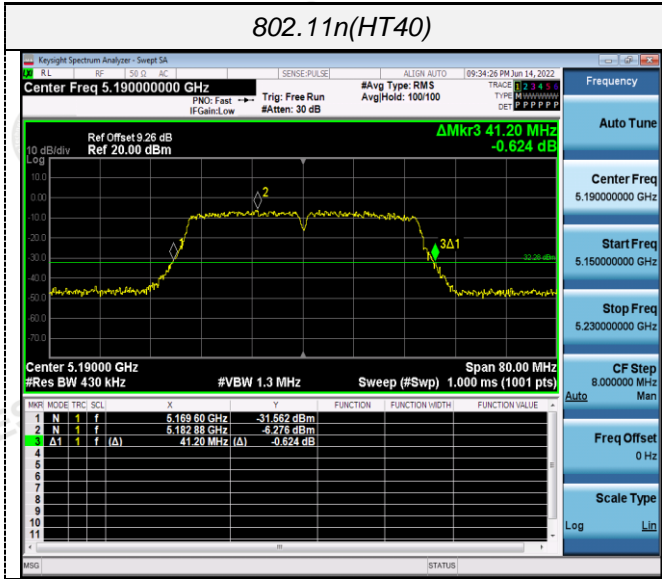 802.11n(HT40)
Keysight Spectrum Analyzer - Swept SA
RL RF 50 Ω AC SENSE:PULSE ALIGN AUTO 09:34:26 PM Jun 14, 2022
Center Freq 5.190000000 GHz
PNO: Fast
IFGain:Low
Trig: Free Run
#Atten: 30 dB
#Avg Type: RMS
Avg|Hold: 100/100
TRACE 1 2 3 4 5 6
TYPE M W W W W W
DET P P P P P P
Frequency
Ref Offset 9.26 dB
10 dB/div Ref 20.00 dBm
Log
ΔMkr3 41.20 MHz
-0.624 dB
10.0
0.00
-10.0
-20.0
-30.0
-50.0
-60.0
-70.0
2
1
3Δ1
-32.26 dBm
Center 5.19000 GHz Span 80.00 MHz
#Res BW 430 kHz #VBW 1.3 MHz Sweep (#Swp) 1.000 ms (1001 pts)
MKR MODE TRC SCL X Y FUNCTION FUNCTION WIDTH FUNCTION VALUE
1 N 1 f 5.169 60 GHz -31.562 dBm
2 N 1 f 5.182 88 GHz -6.276 dBm
3 Δ1 1 f (Δ) 41.20 MHz (Δ) -0.624 dB
4
5
6
7
8
9
10
11
MSG STATUS
Auto Tune
Center Freq
5.190000000 GHz
Start Freq
5.150000000 GHz
Stop Freq
5.230000000 GHz
CF Step
8.000000 MHz
Auto Man
Freq Offset
0 Hz
Scale Type
Log Lin